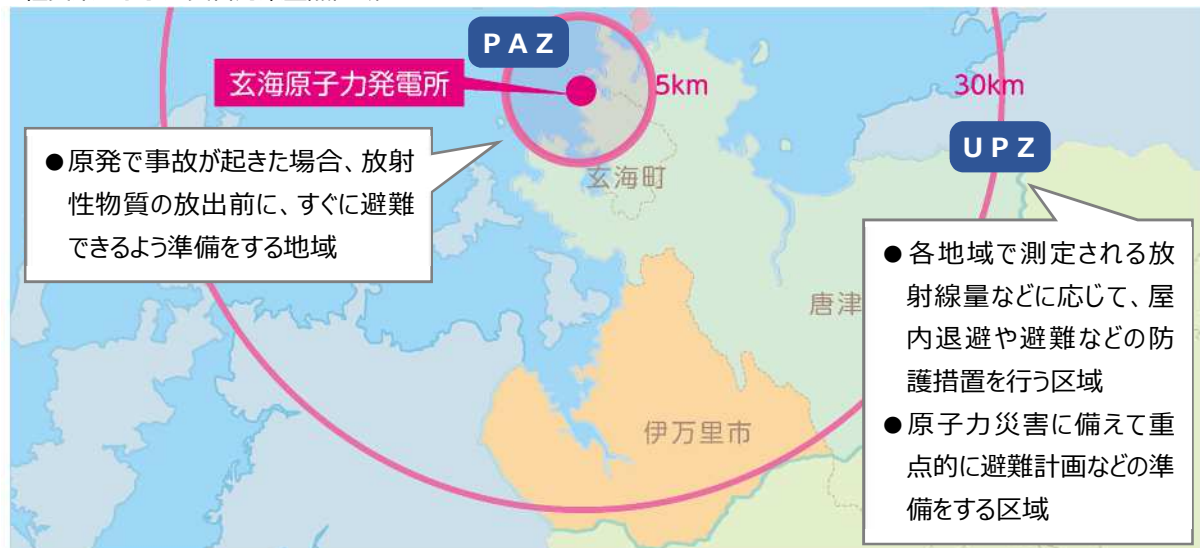 PAZ
玄海原子力発電所
5km
30km
UPZ
●原発で事故が起きた場合、放射
性物質の放出前に、すぐに避難
できるよう準備をする地域
玄海町
●各地域で測定される放
射線量などに応じて、屋
内退避や避難などの防
護措置を行う区域
●原子力災害に備えて重
点的に避難計画などの準
備をする区域
唐津
伊万里市